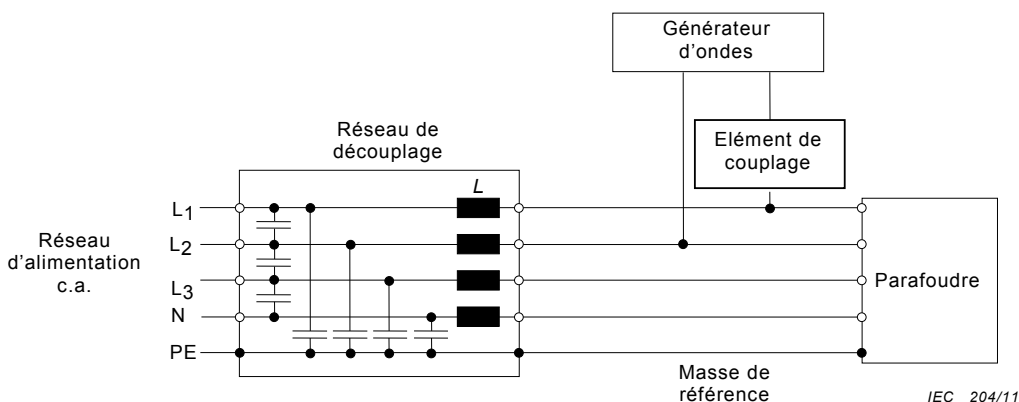 Générateur
d'ondes
Réseau de
découplage
Elément de
couplage
L
L1
L2
L3
N
PE
Réseau
d'alimentation
c.a.
Parafoudre
Masse de
référence
IEC 204/11